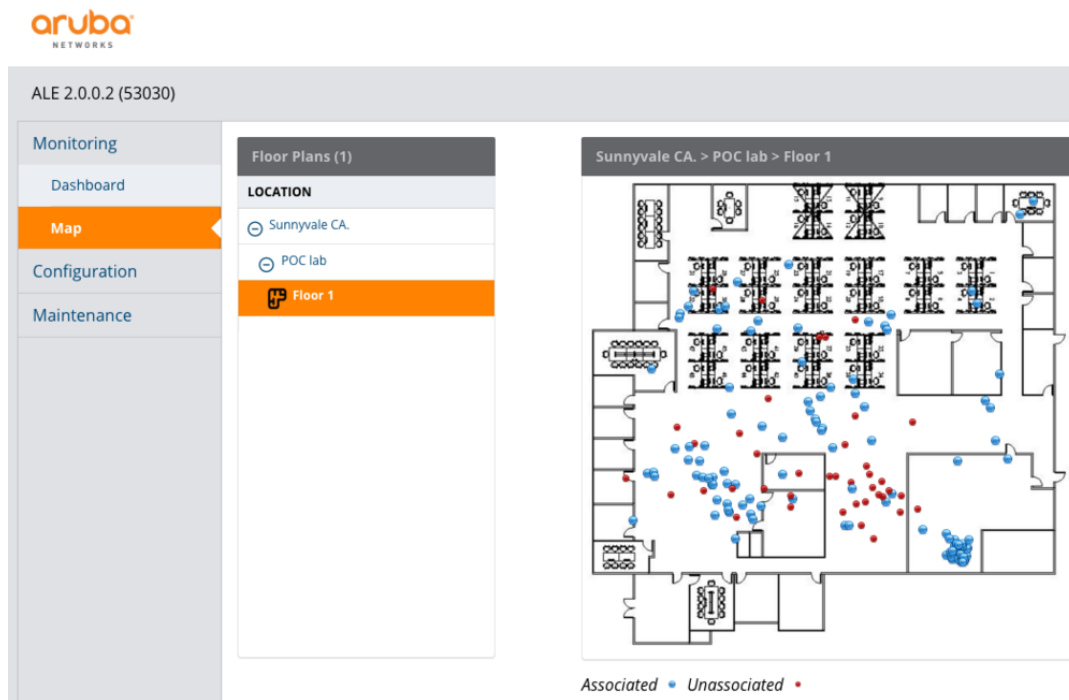 aruba
NETWORKS
ALE 2.0.0.2 (53030)
Monitoring
Dashboard
Map
Configuration
Maintenance
Floor Plans (1)
LOCATION
Sunnyvale CA.
POC lab
Floor 1
Sunnyvale CA. > POC lab > Floor 1
Associated
Unassociated